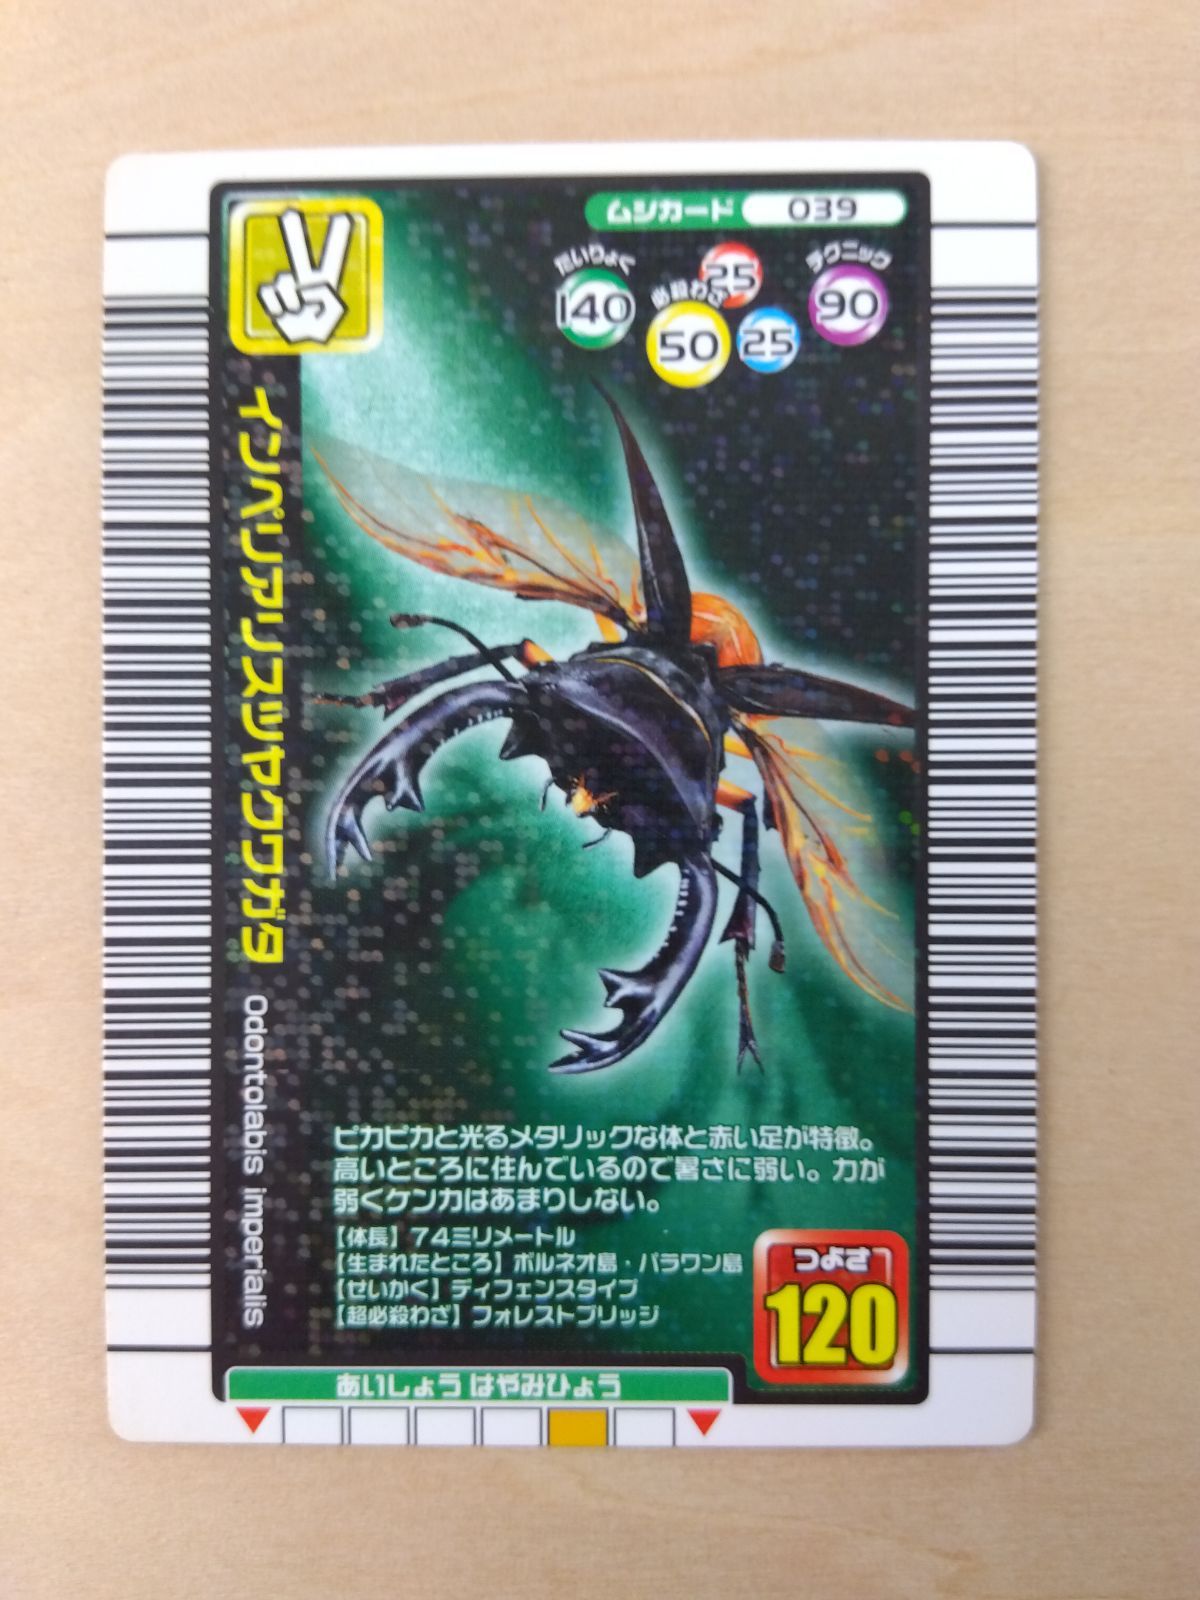 ムシカード 039
たいりょく 140
必殺わざ 50
25
25
テクニック 90
インペリアリスツヤクワガタ
Odontolabis imperialis
ピカピカと光るメタリックな体と赤い足が特徴。
高いところに住んでいるので暑さに弱い。力が
弱くケンカはあまりしない。
【体長】74ミリメートル
【生まれたところ】ボルネオ島・パラワン島
【せいかく】ディフェンスタイプ
【超必殺わざ】フォレストブリッジ
つよさ
120
あいしょう はやみひょう